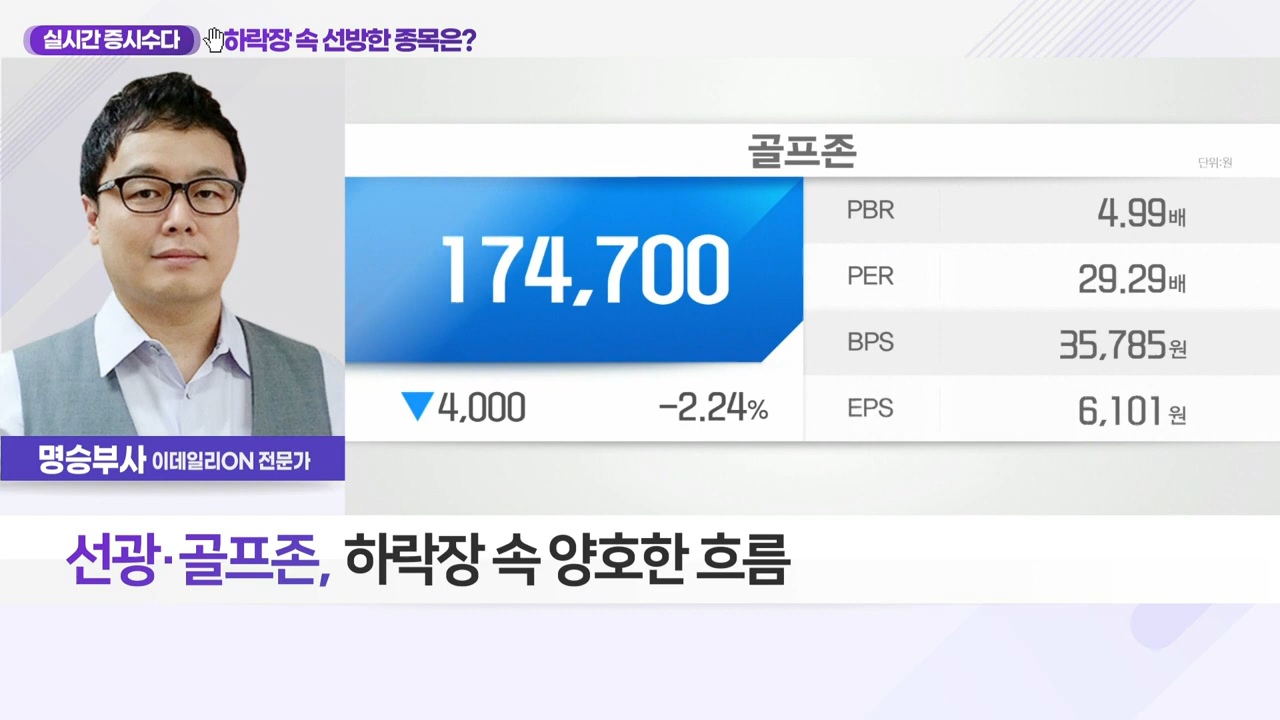 실시간 증시수다 하락장 속 선방한 종목은?
골프존
단위:원
174,700
▼4,000 -2.24%
PBR 4.99배
PER 29.29배
BPS 35,785원
EPS 6,101원
명승부사 이데일리ON 전문가
선광·골프존, 하락장 속 양호한 흐름